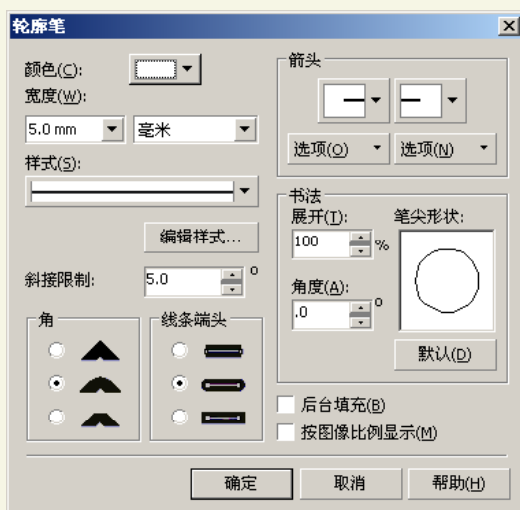 轮廓笔
颜色(C):
宽度(W):
5.0 mm
毫米
样式(S):
编辑样式...
斜接限制:
5.0
°
角
线条端头
箭头
选项(O)
选项(N)
书法
展开(T):
笔尖形状:
100
%
角度(A):
.0
°
默认(D)
后台填充(B)
按图像比例显示(M)
确定
取消
帮助(H)